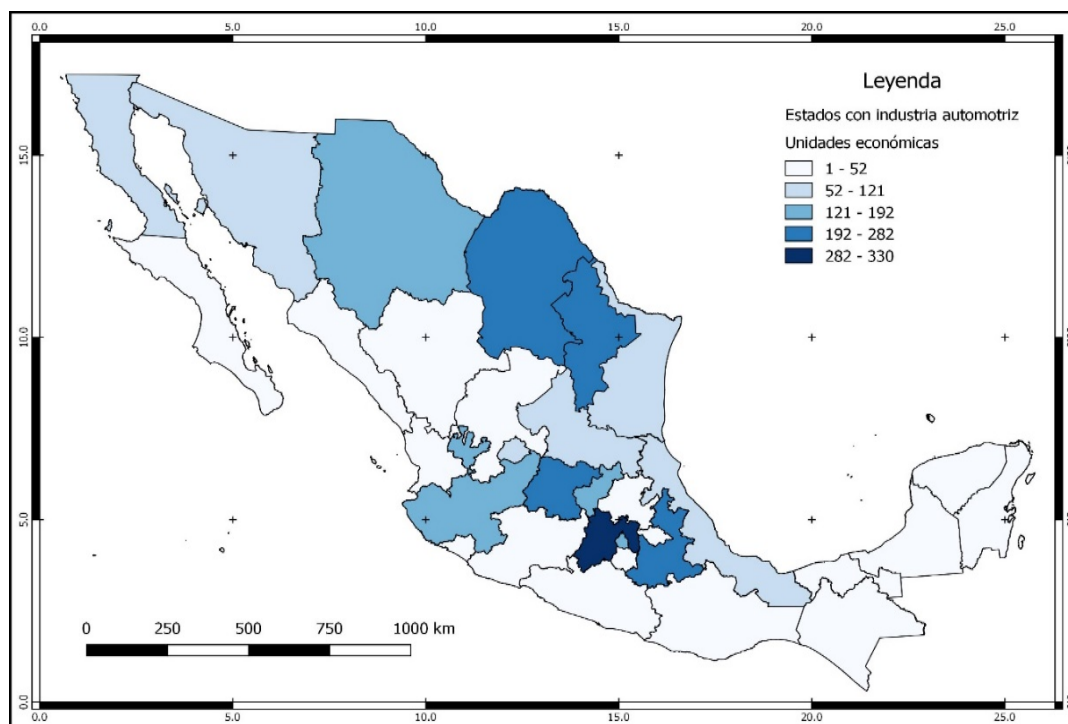 0.0 5.0 10.0 15.0 20.0 25.0
Leyenda
Estados con industria automotriz
Unidades económicas
1 - 52
52 - 121
121 - 192
192 - 282
282 - 330
15.0
10.0
5.0
0.0
0 250 500 750 1000 km
0.0 5.0 10.0 15.0 20.0 25.0